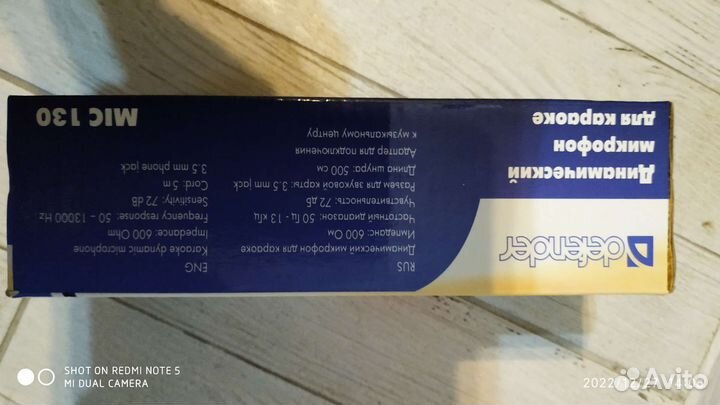 defender
Динамический
микрофон
для караоке
MIC 130
RUS
Динамический микрофон для караоке
Импеданс: 600 Ом
Частотный диапазон: 50 Гц - 13 кГц
Чувствительность: 72 дБ
Разъем для звуковой карты: 3.5 mm jack
Длина шнура: 500 см
Адаптер для подключения
к музыкальному центру
ENG
Karaoke dynamic microphone
Impedance: 600 Ohm
Frequency response: 50 - 13000 Hz
Sensitivity: 72 dB
Cord: 5 m
3.5 mm phone jack
SHOT ON REDMI NOTE 5
MI DUAL CAMERA
Avito